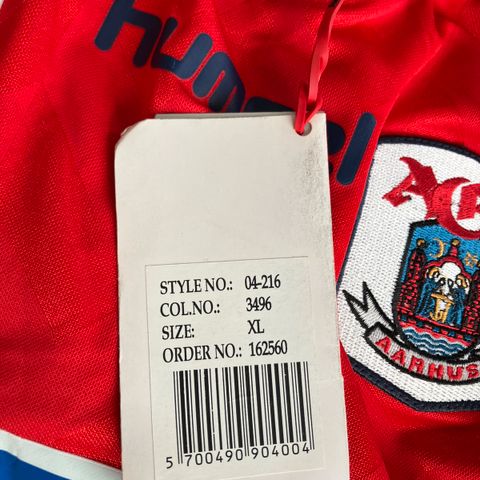 hummel
AGF
STYLE NO.: 04-216
COL.NO.: 3496
SIZE: XL
ORDER NO.: 162560
5 700490 904004
AARHUS